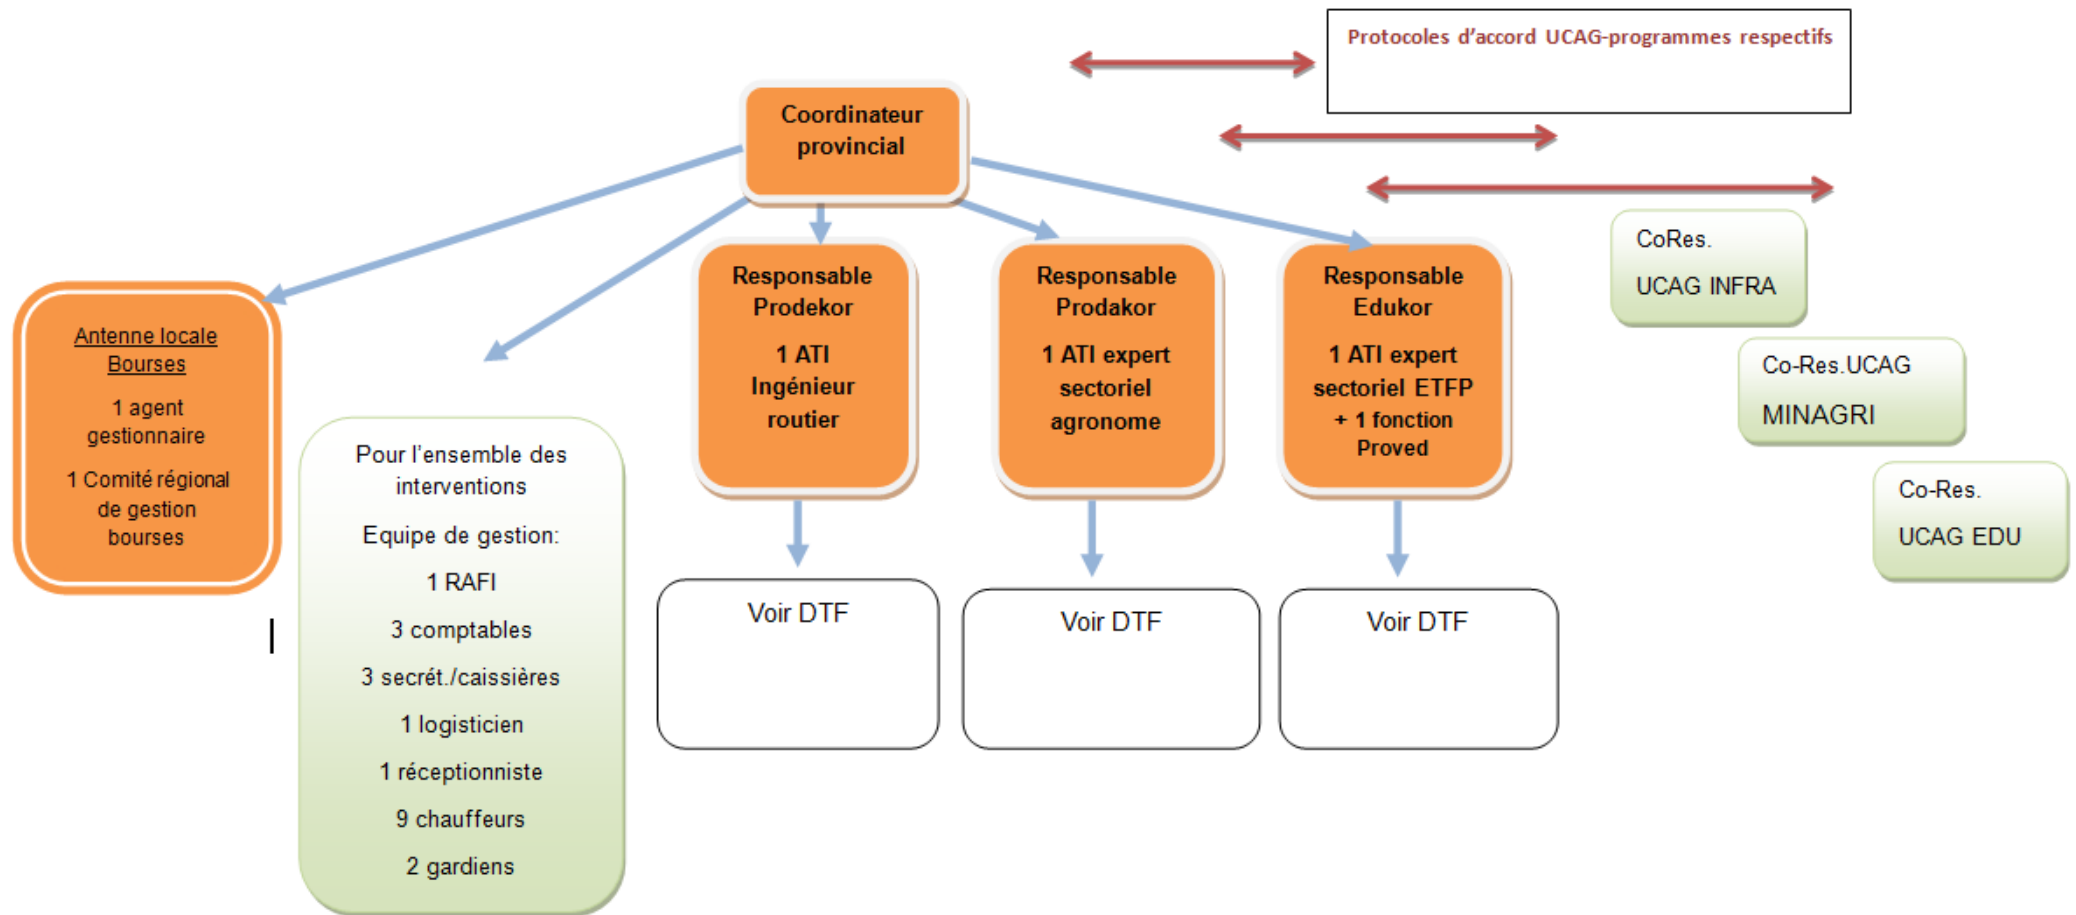 Protocoles d'accord UCAG-programmes respectifs
Coordinateur
provincial
Antenne locale
Bourses
1 agent
gestionnaire
1 Comité régional
de gestion
bourses
Pour l'ensemble des
interventions
Equipe de gestion:
1 RAFI
3 comptables
3 secrét./caissières
1 logisticien
1 réceptionniste
9 chauffeurs
2 gardiens
Responsable
Prodekor
1 ATI
Ingénieur
routier
Responsable
Prodakor
1 ATI expert
sectoriel
agronome
Responsable
Edukor
1 ATI expert
sectoriel ETFP
+ 1 fonction
Proved
Voir DTF
Voir DTF
Voir DTF
CoRes.
UCAG INFRA
Co-Res.UCAG
MINAGRI
Co-Res.
UCAG EDU